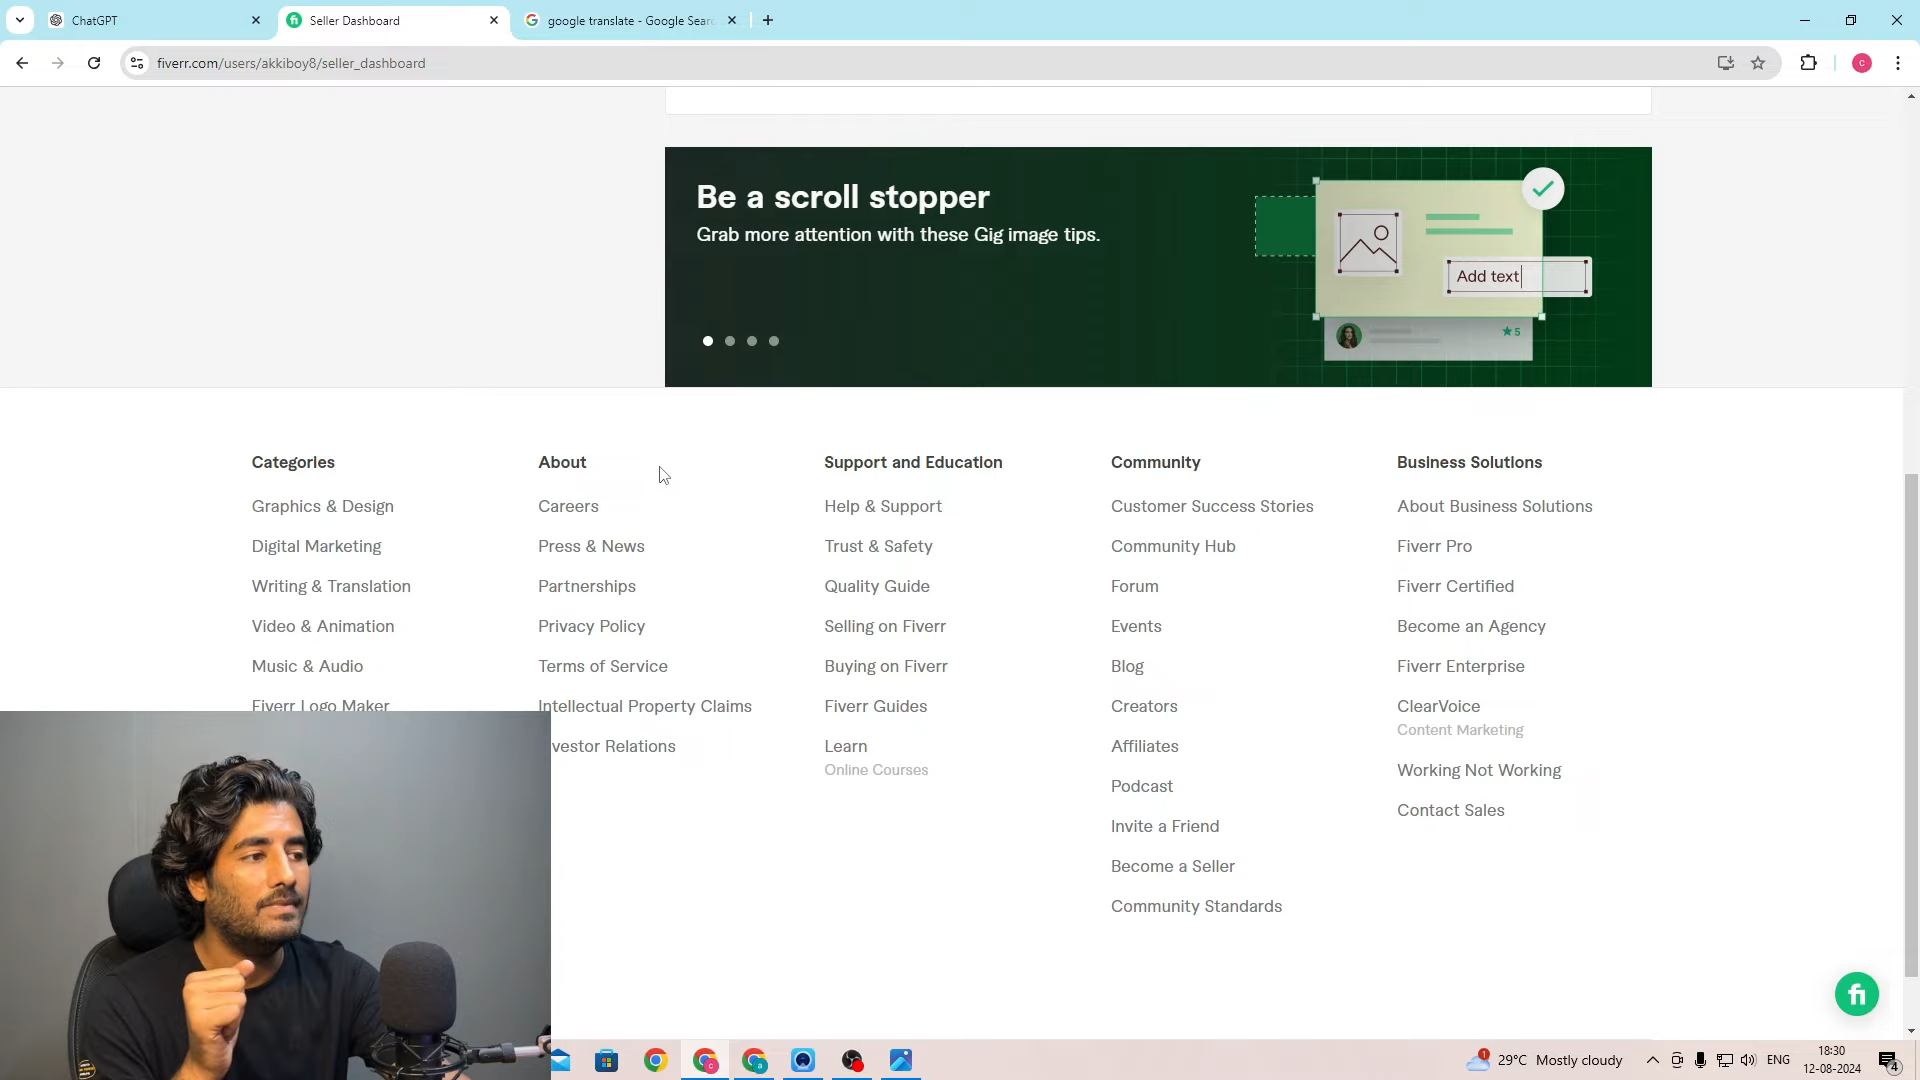 ChatGPT
Seller Dashboard
google translate - Google Sear
fiverr.com/users/akkiboy8/seller_dashboard
c
Be a scroll stopper
Grab more attention with these Gig image tips.
Add text
5
Categories
Graphics & Design
Digital Marketing
Writing & Translation
Video & Animation
Music & Audio
Fiverr Logo Maker
About
Careers
Press & News
Partnerships
Privacy Policy
Terms of Service
Intellectual Property Claims
vestor Relations
Support and Education
Help & Support
Trust & Safety
Quality Guide
Selling on Fiverr
Buying on Fiverr
Fiverr Guides
Learn
Online Courses
Community
Customer Success Stories
Community Hub
Forum
Events
Blog
Creators
Affiliates
Podcast
Invite a Friend
Become a Seller
Community Standards
Business Solutions
About Business Solutions
Fiverr Pro
Fiverr Certified
Become an Agency
Fiverr Enterprise
ClearVoice
Content Marketing
Working Not Working
Contact Sales
fi
1
29°C Mostly cloudy
ENG
18:30
12-08-2024
4